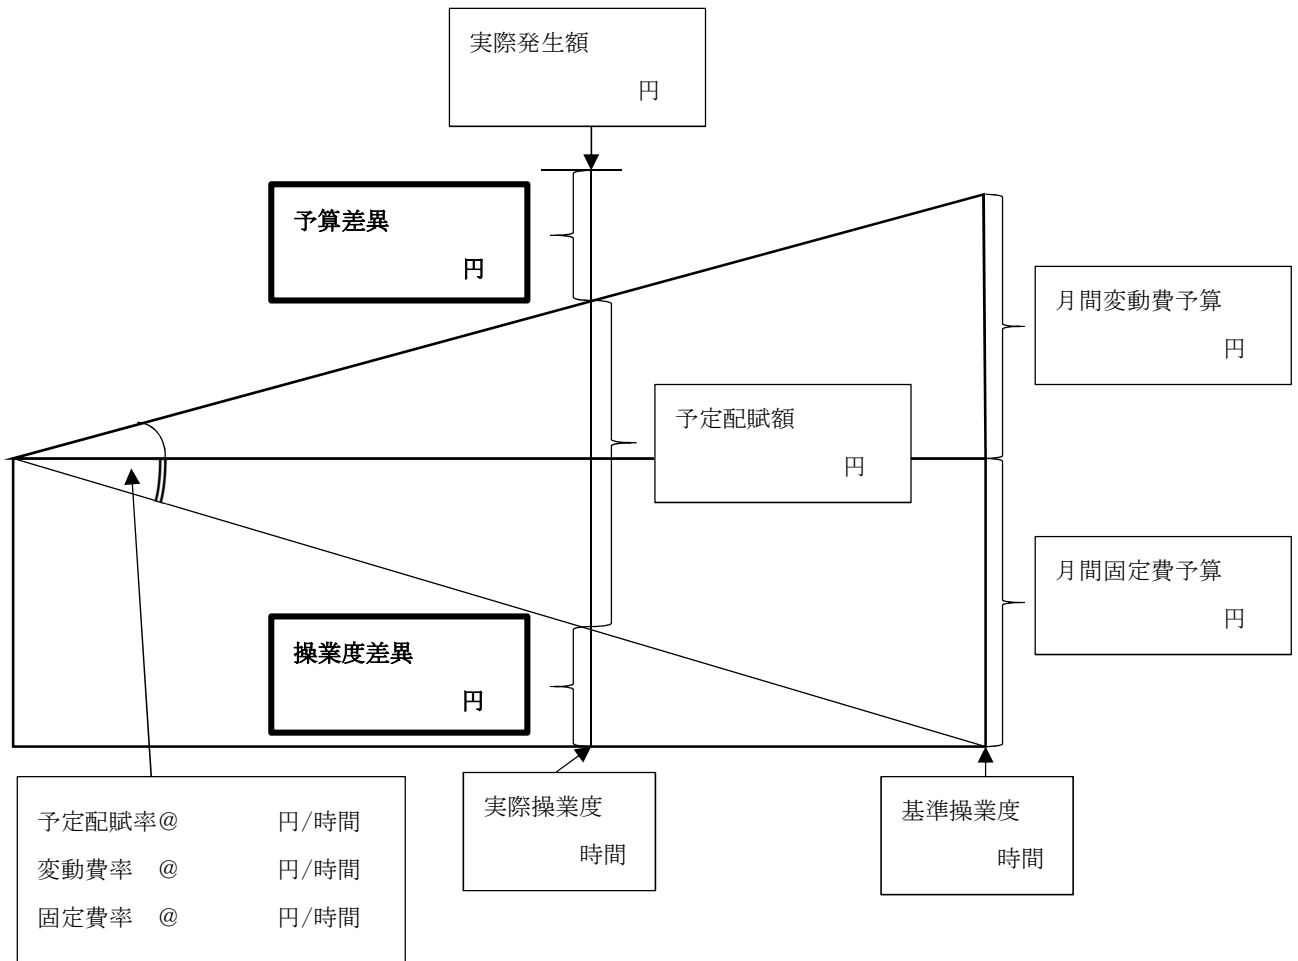 実際発生額
円
予算差異
円
月間変動費予算
円
予定配賦額
円
月間固定費予算
円
操業度差異
円
予定配賦率@ 円/時間
変動費率 @ 円/時間
固定費率 @ 円/時間
実際操業度
時間
基準操業度
時間